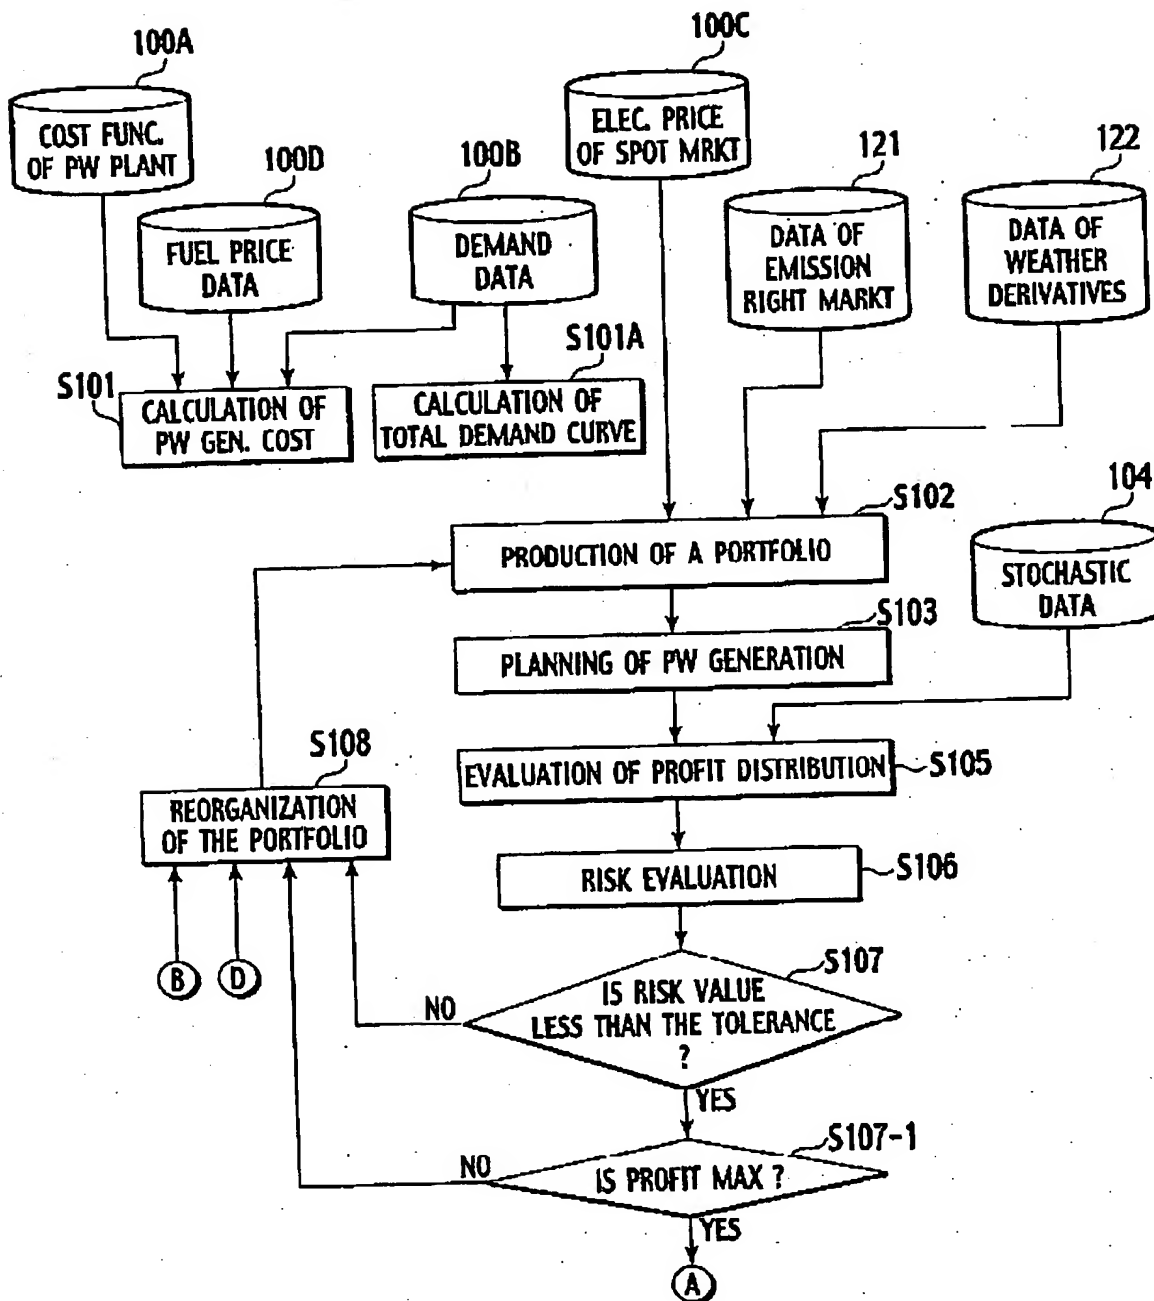 100A
COST FUNC.
OF PW PLANT
100D
FUEL PRICE
DATA
100B
DEMAND
DATA
100C
ELEC. PRICE
OF SPOT MRKT
121
DATA OF
EMISSION
RIGHT MARKT
122
DATA OF
WEATHER
DERIVATIVES
S101
CALCULATION OF
PW GEN. COST
S101A
CALCULATION OF
TOTAL DEMAND CURVE
S102
PRODUCTION OF A PORTFOLIO
104
STOCHASTIC
DATA
S103
PLANNING OF PW GENERATION
EVALUATION OF PROFIT DISTRIBUTION
S105
S108
REORGANIZATION
OF THE PORTFOLIO
RISK EVALUATION
S106
B
D
S107
IS RISK VALUE
LESS THAN THE TOLERANCE
?
NO
YES
S107-1
IS PROFIT MAX ?
NO
YES
A